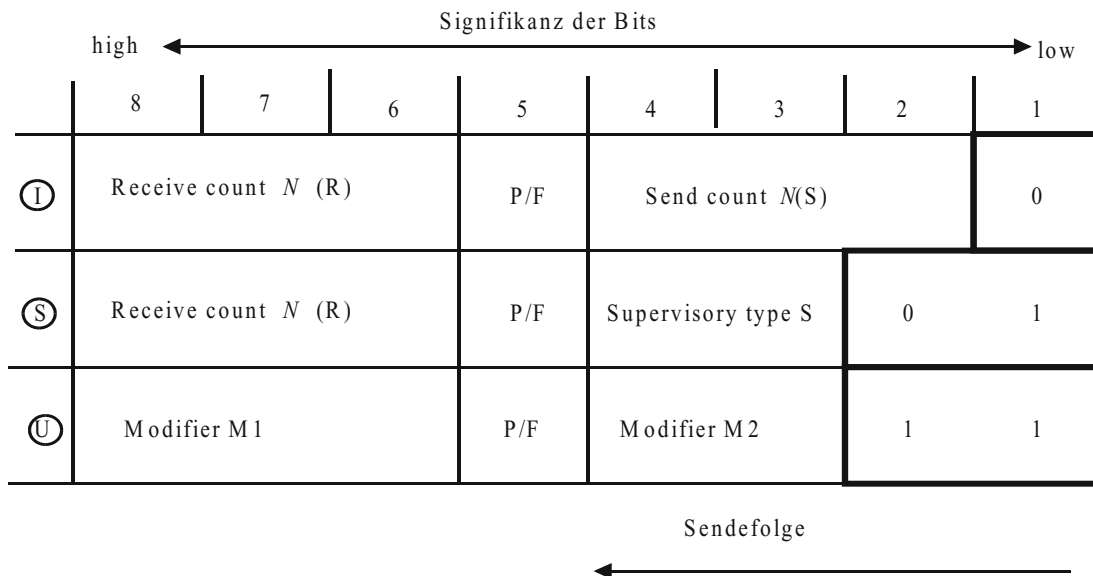 Signifikanz der Bits
high low
8 7 6 5 4 3 2 1
I Receive count N (R) P/F Send count N(S) 0
S Receive count N (R) P/F Supervisory type S 0 1
U Modifier M1 P/F Modifier M2 1 1
Sendefolge